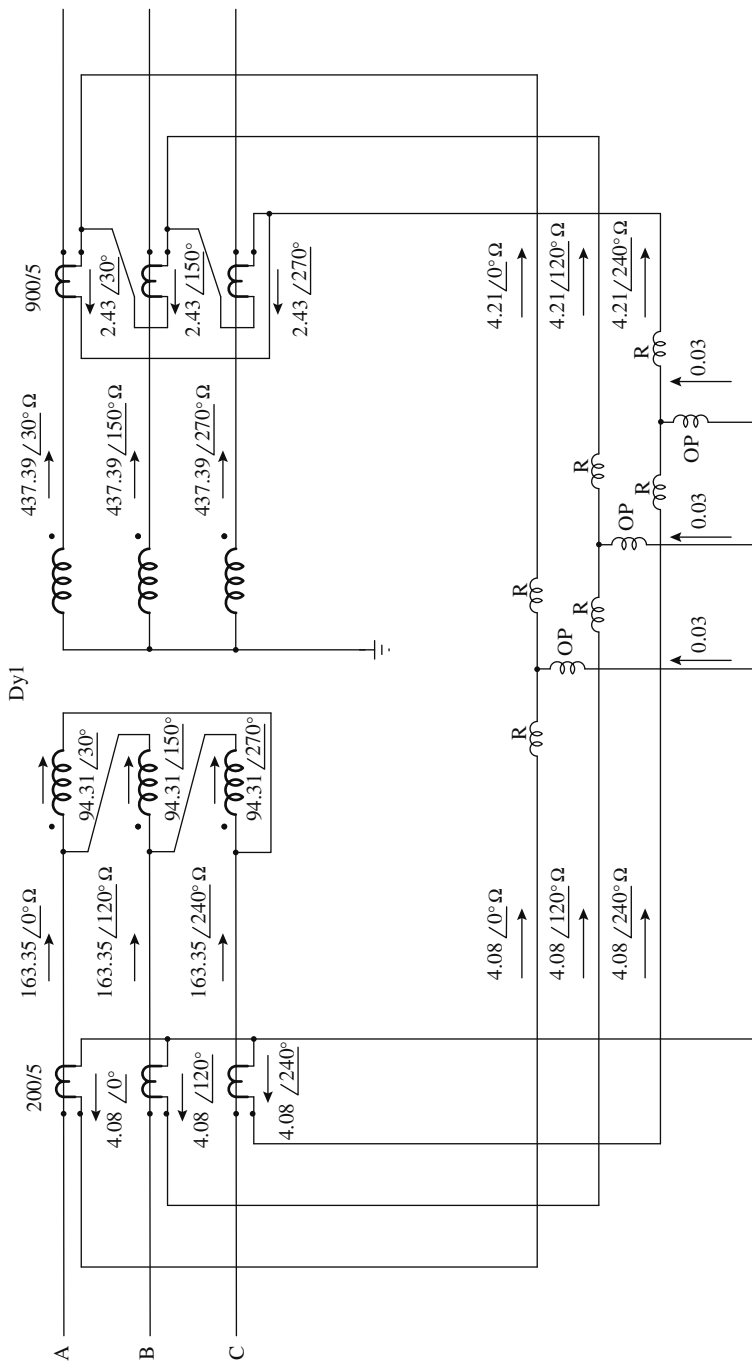 Dy1
200/5
900/5
A
B
C
163.35 /0° Ω
163.35 /120° Ω
163.35 /240° Ω
94.31 /30°
94.31 /150°
94.31 /270°
437.39 /30° Ω
437.39 /150° Ω
437.39 /270° Ω
4.08 /0°
4.08 /120°
4.08 /240°
2.43 /30°
2.43 /150°
2.43 /270°
4.08 /0° Ω
4.08 /120° Ω
4.08 /240° Ω
4.21 /0° Ω
4.21 /120° Ω
4.21 /240° Ω
R
R
OP
R
R
OP
R
R
OP
0.03
0.03
0.03